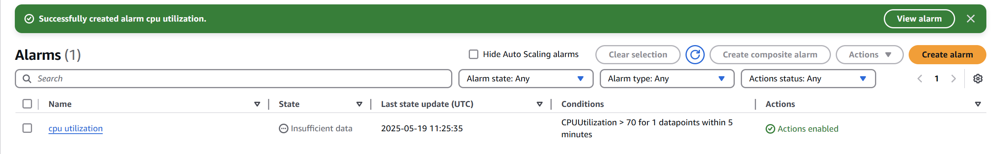 Successfully created alarm cpu utilization.
View alarm
Alarms (1)
Hide Auto Scaling alarms
Clear selection
Create composite alarm
Actions
Create alarm
Search
Alarm state: Any
Alarm type: Any
Actions status: Any
1
Name
State
Last state update (UTC)
Conditions
Actions
cpu utilization
Insufficient data
2025-05-19 11:25:35
CPUUtilization > 70 for 1 datapoints within 5
minutes
Actions enabled